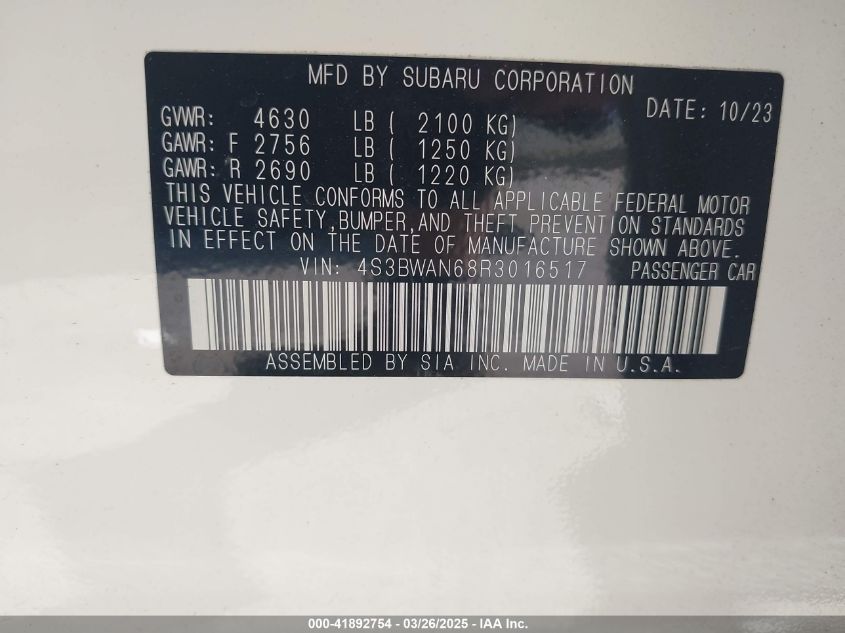 MFD BY SUBARU CORPORATION
DATE: 10/23
GVWR: 4630 LB ( 2100 KG)
GAWR: F 2756 LB ( 1250 KG)
GAWR: R 2690 LB ( 1220 KG)
THIS VEHICLE CONFORMS TO ALL APPLICABLE FEDERAL MOTOR
VEHICLE SAFETY, BUMPER, AND THEFT PREVENTION STANDARDS
IN EFFECT ON THE DATE OF MANUFACTURE SHOWN ABOVE.
VIN: 4S3BWAN68R3016517 PASSENGER CAR
ASSEMBLED BY SIA INC. MADE IN U.S.A.
000-41892754 - 03/26/2025 - IAA Inc.